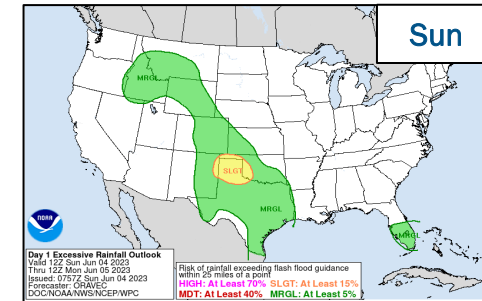 Sun
MRGL
SLGT
MRGL
MRGL
NOAA
Day 1 Excessive Rainfall Outlook
Valid 12Z Sun Jun 04 2023
Thru 12Z Mon Jun 05 2023
Issued: 0757Z Sun Jun 04 2023
Forecaster: ORAVEC
DOC/NOAA/NWS/NCEP/WPC
Risk of rainfall exceeding flash flood guidance
within 25 miles of a point
HIGH: At Least 70% SLGT: At Least 15%
MDT: At Least 40% MRGL: At Least 5%